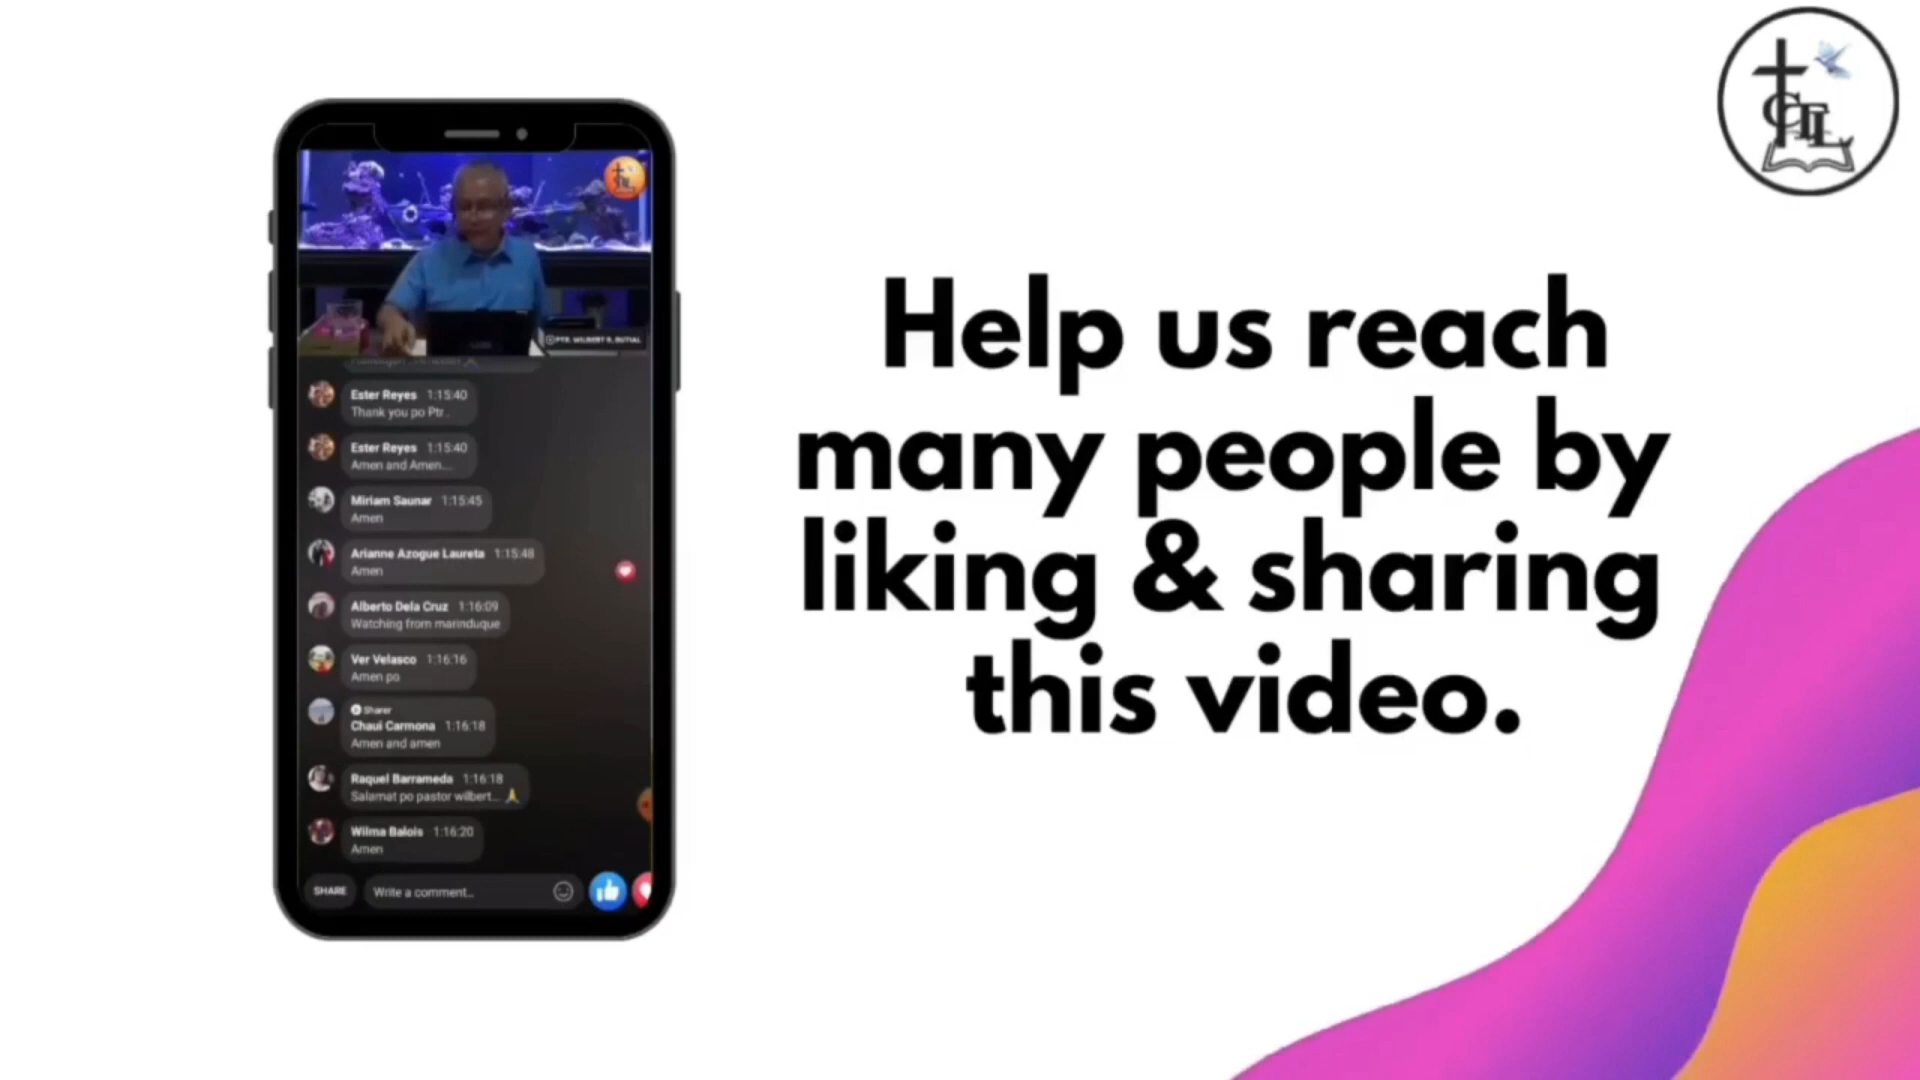 CTL
PTR. WILBERT R. BUTIAL
Ester Reyes 1:15:40
Thank you po Ptr.
Ester Reyes 1:15:40
Amen and Amen...
Miriam Saunar 1:15:45
Amen
Arianne Azogue Laureta 1:15:48
Amen
Alberto Dela Cruz 1:16:09
Watching from marinduque
Ver Velasco 1:16:16
Amen po
Sharer
Chaui Carmona 1:16:18
Amen and amen
Raquel Barrameda 1:16:18
Salamat po pastor wilbert... 🙏
Wilma Balois 1:16:20
Amen
SHARE Write a comment...
Help us reach
many people by
liking & sharing
this video.